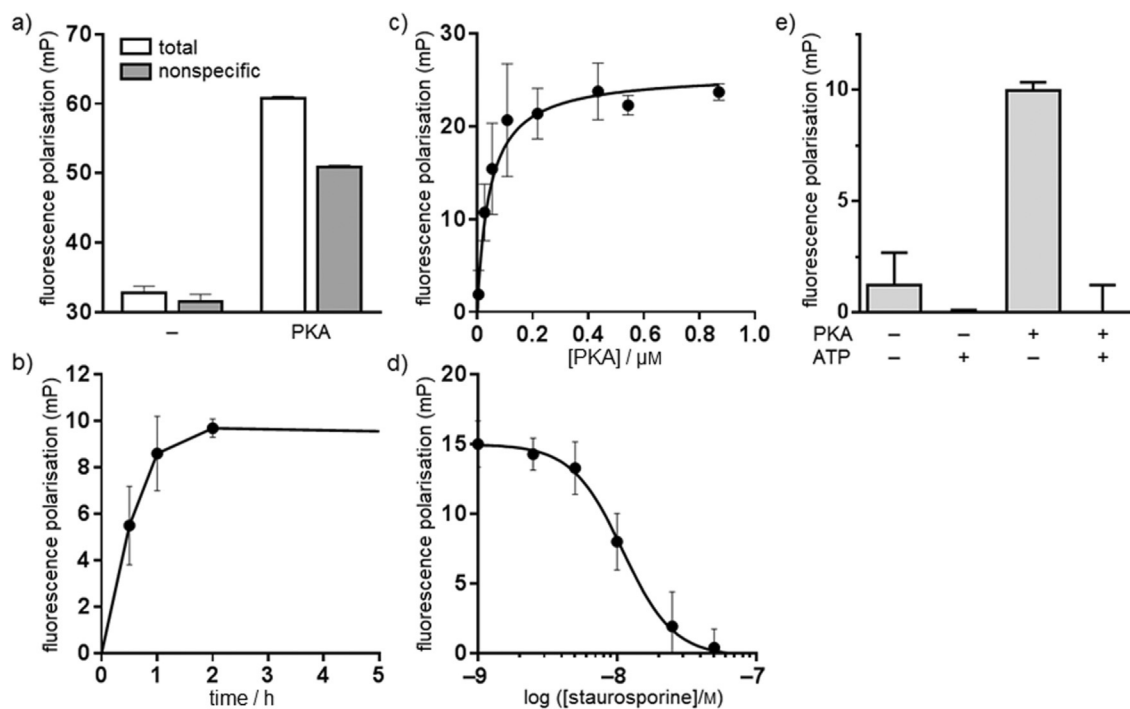 a)
fluorescence polarisation (mP)
70
60
50
40
30
total
nonspecific
–
PKA
b)
fluorescence polarisation (mP)
12
10
8
6
4
2
0
0
1
2
3
4
5
time / h
c)
fluorescence polarisation (mP)
30
20
10
0
0
0.2
0.4
0.6
0.8
1.0
[PKA] / µM
d)
fluorescence polarisation (mP)
20
15
10
5
0
–9
–8
–7
log ([staurosporine]/M)
e)
fluorescence polarisation (mP)
10
5
0
PKA – – + +
ATP – + – +